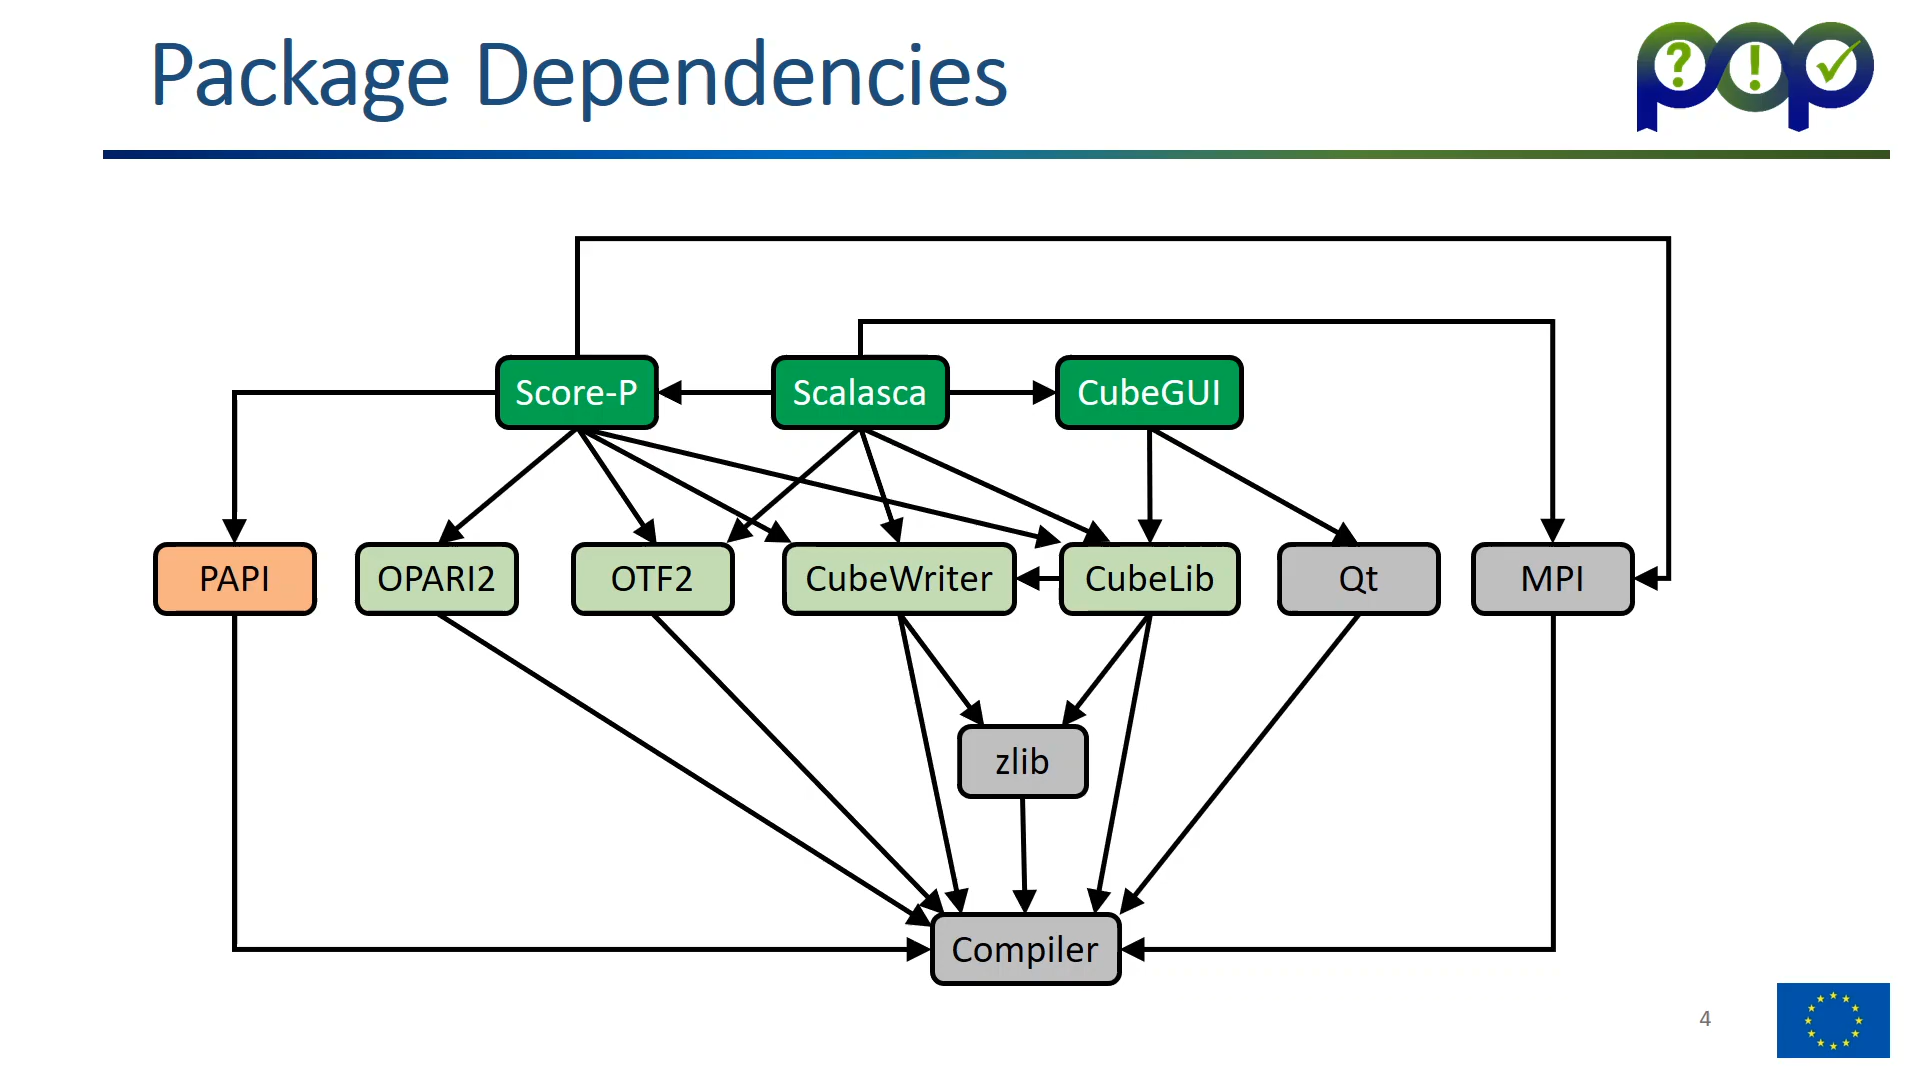 Package Dependencies
? ! ✓
Score-P
Scalasca
CubeGUI
PAPI
OPARI2
OTF2
CubeWriter
CubeLib
Qt
MPI
zlib
Compiler
4